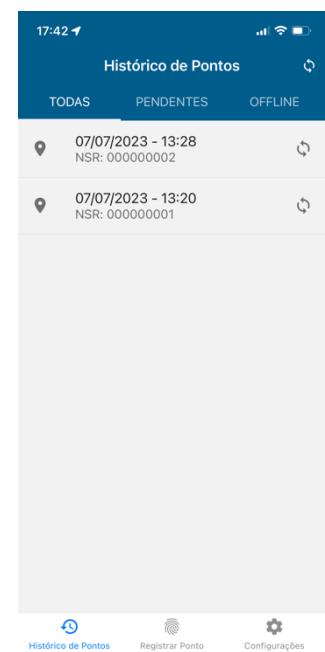 17:42
Histórico de Pontos
TODAS PENDENTES OFFLINE
07/07/2023 - 13:28
NSR: 000000002
07/07/2023 - 13:20
NSR: 000000001
Histórico de Pontos Registrar Ponto Configurações